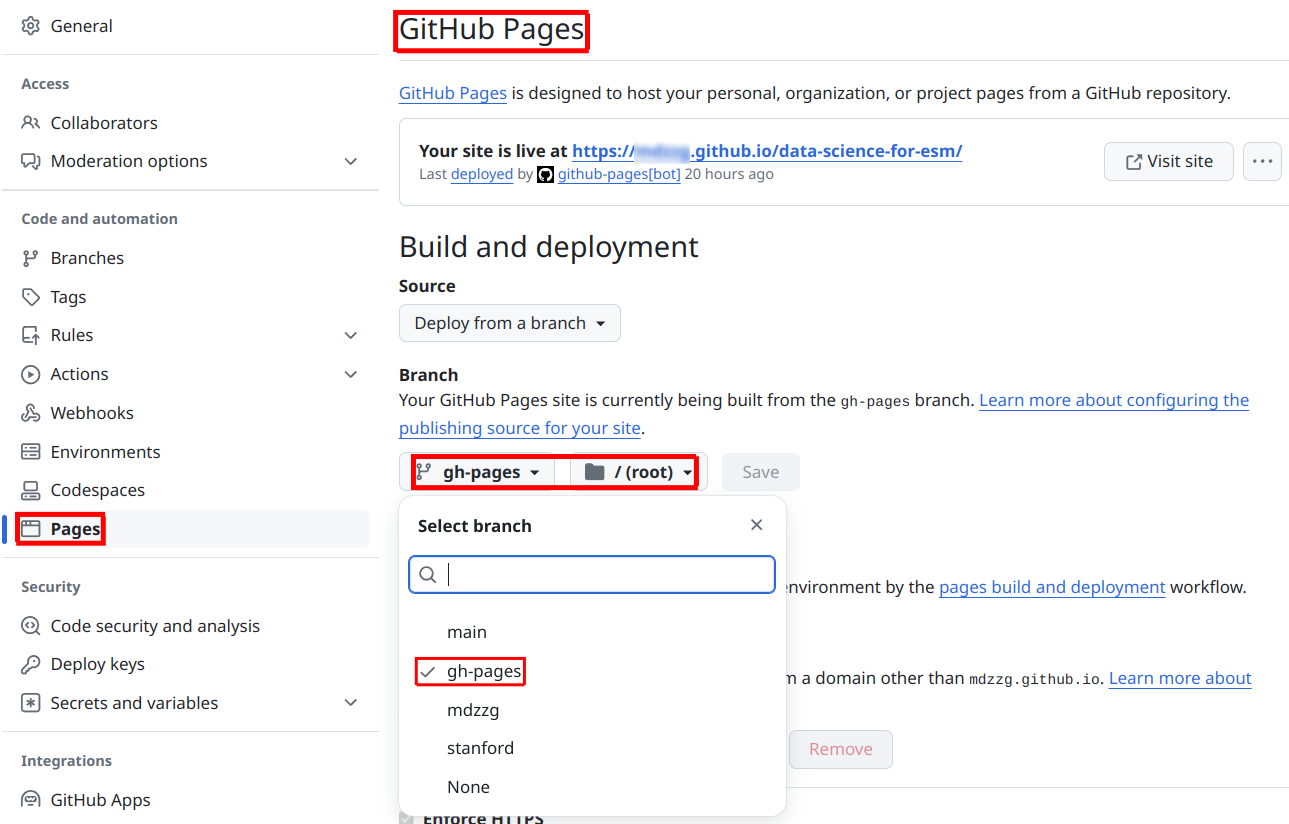 General
Access
Collaborators
Moderation options
Code and automation
Branches
Tags
Rules
Actions
Webhooks
Environments
Codespaces
Pages
Security
Code security and analysis
Deploy keys
Secrets and variables
Integrations
GitHub Apps
GitHub Pages
GitHub Pages is designed to host your personal, organization, or project pages from a GitHub repository.
Your site is live at https://.github.io/data-science-for-esm/
Visit site
Last deployed by github-pages[bot] 20 hours ago
Build and deployment
Source
Deploy from a branch
Branch
Your GitHub Pages site is currently being built from the gh-pages branch. Learn more about configuring the
publishing source for your site.
gh-pages
/ (root)
Save
Select branch
nvironment by the pages build and deployment workflow.
main
gh-pages
m a domain other than mdzzg.github.io. Learn more about
mdzzg
stanford
Remove
None
Enforce HTTPS